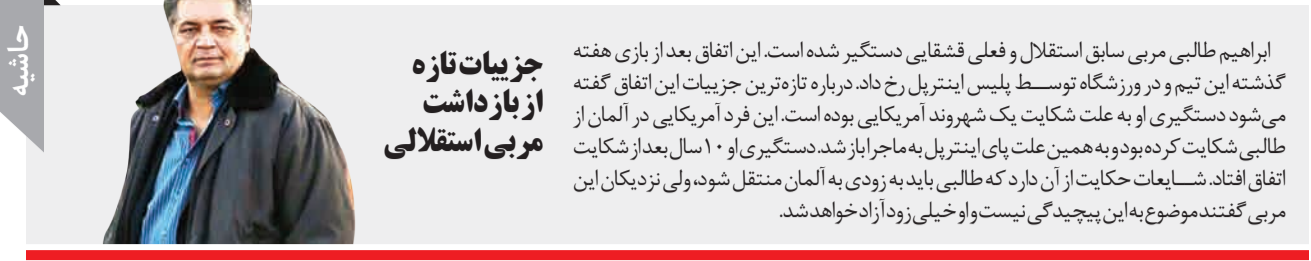 حاشیه
جزییات تازه
از بازداشت
مربی استقلالی
ابراهیم طالبی مربی سابق استقلال و فعلی قشقایی دستگیر شده است. این اتفاق بعد از بازی هفته
گذشته این تیم و در ورزشگاه توسط پلیس اینترپل رخ داد. درباره تازه‌ترین جزییات این اتفاق گفته
می‌شود دستگیری او به علت شکایت یک شهروند آمریکایی بوده است. این فرد آمریکایی در آلمان از
طالبی شکایت کرده بود و به همین علت پای اینترپل به ماجرا باز شد. دستگیری او ۱۰ سال بعد از شکایت
اتفاق افتاد. شایعات حکایت از آن دارد که طالبی باید به زودی به آلمان منتقل شود، ولی نزدیکان این
مربی گفتند موضوع به این پیچیدگی نیست و او خیلی زود آزاد خواهد شد.